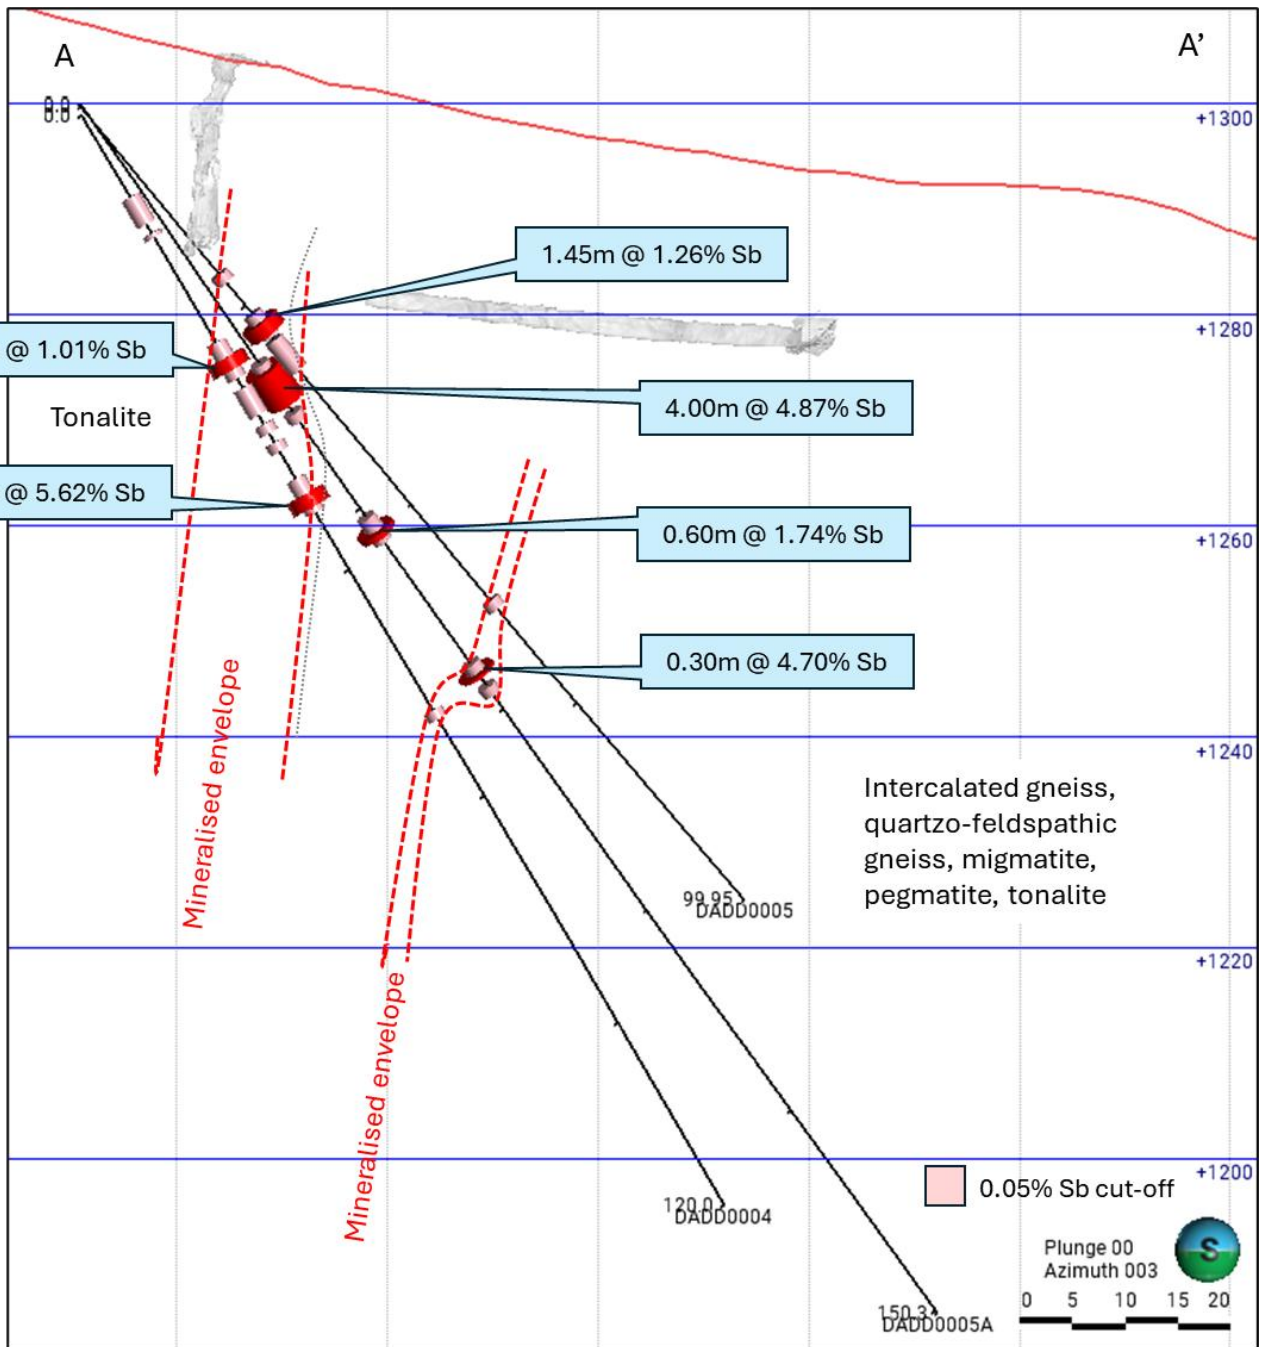 A
A’
0.0
0.0
+1300
1.45m @ 1.26% Sb
+1280
@ 1.01% Sb
4.00m @ 4.87% Sb
Tonalite
@ 5.62% Sb
0.60m @ 1.74% Sb
+1260
0.30m @ 4.70% Sb
Mineralised envelope
+1240
Intercalated gneiss,
quartzo-feldspathic
gneiss, migmatite,
pegmatite, tonalite
99.95
DADD0005
+1220
Mineralised envelope
+1200
0.05% Sb cut-off
120.0
DADD0004
Plunge 00
Azimuth 003
S
0 5 10 15 20
150.3
DADD0005A